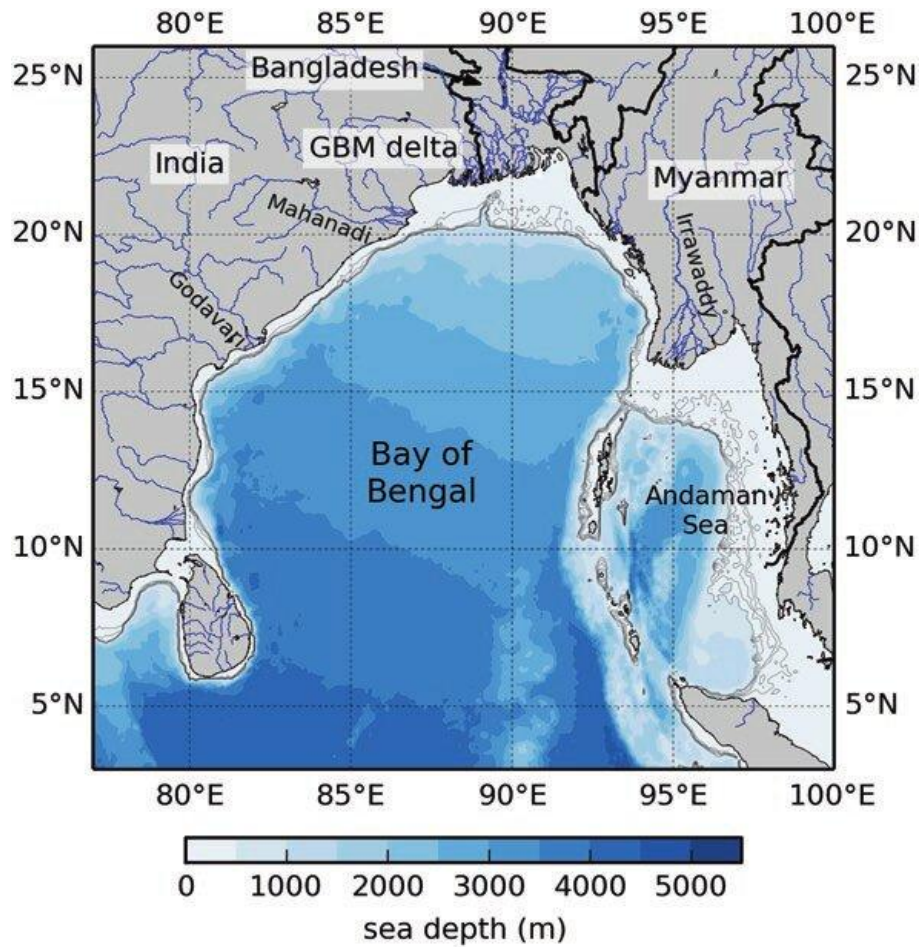 80°E 85°E 90°E 95°E 100°E
25°N
Bangladesh
25°N
GBM delta
India
Myanmar
Mahanadi
Irrawaddy
20°N
20°N
Godavari
15°N
15°N
Bay of
Bengal
Andaman
Sea
10°N
10°N
5°N
5°N
80°E 85°E 90°E 95°E 100°E
0 1000 2000 3000 4000 5000
sea depth (m)